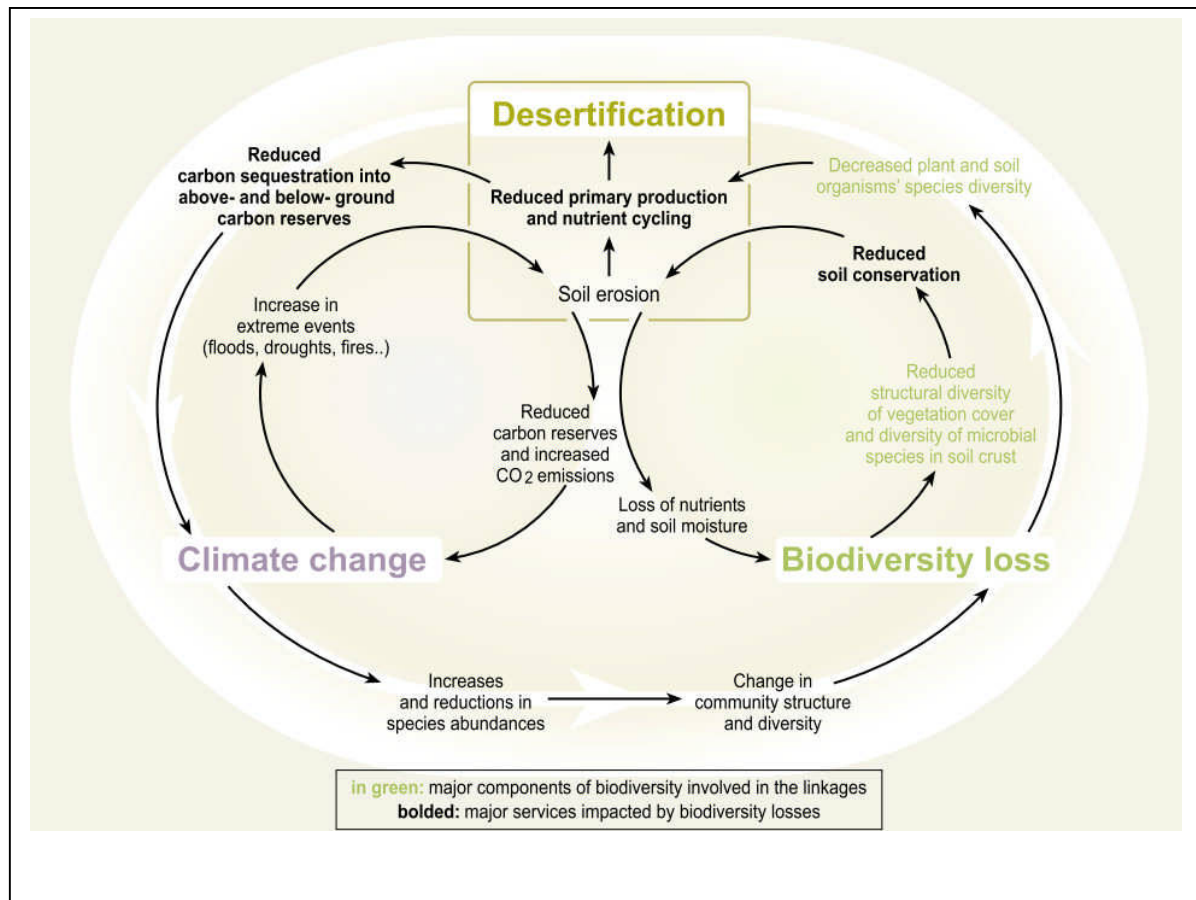 Desertification
Reduced
carbon sequestration into
above- and below- ground
carbon reserves
Reduced primary production
and nutrient cycling
Decreased plant and soil
organisms' species diversity
Reduced
soil conservation
Soil erosion
Increase in
extreme events
(floods, droughts, fires..)
Reduced
structural diversity
of vegetation cover
and diversity of microbial
species in soil crust
Reduced
carbon reserves
and increased
CO2 emissions
Loss of nutrients
and soil moisture
Climate change
Biodiversity loss
Increases
and reductions in
species abundances
Change in
community structure
and diversity
in green: major components of biodiversity involved in the linkages
bolded: major services impacted by biodiversity losses